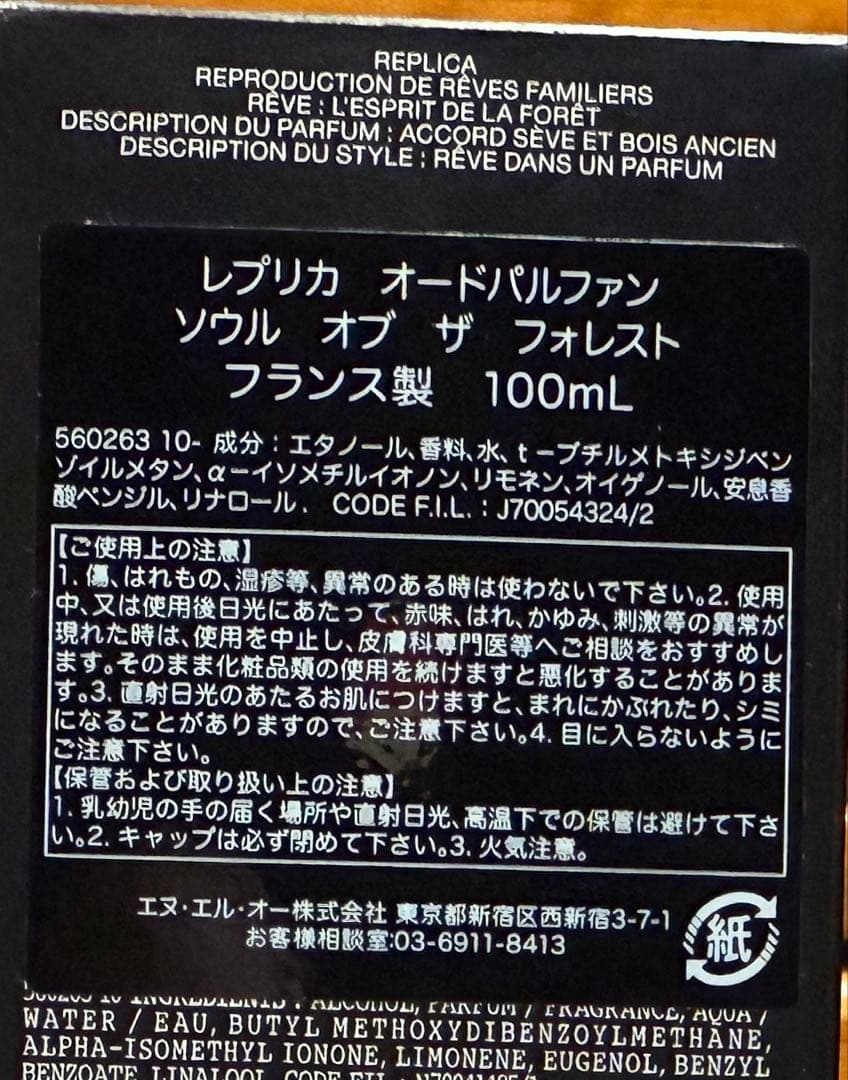 REPLICA
REPRODUCTION DE RÊVES FAMILIERS
RÊVE : L'ESPRIT DE LA FORÊT
DESCRIPTION DU PARFUM : ACCORD SÈVE ET BOIS ANCIEN
DESCRIPTION DU STYLE : RÊVE DANS UN PARFUM
レプリカ オードパルファン
ソウル オブ ザ フォレスト
フランス製 100mL
560263 10- 成分：エタノール、香料、水、t－ブチルメトキシジベン
ゾイルメタン、α－イソメチルイオノン、リモネン、オイゲノール、安息香
酸ベンジル、リナロール． CODE F.I.L.：J70054324/2
【ご使用上の注意】
1. 傷、はれもの、湿疹等、異常のある時は使わないで下さい。2. 使用
中、又は使用後日光にあたって、赤味、はれ、かゆみ、刺激等の異常が
現れた時は、使用を中止し、皮膚科専門医等へご相談をおすすめし
ます。そのまま化粧品類の使用を続けますと悪化することがありま
す。3. 直射日光のあたるお肌につけますと、まれにかぶれたり、シミ
になることがありますので、ご注意下さい。4. 目に入らないように
ご注意下さい。
【保管および取り扱い上の注意】
1. 乳幼児の手の届く場所や直射日光、高温下での保管は避けて下さ
い。2. キャップは必ず閉めて下さい。3. 火気注意。
エヌ・エル・オー株式会社 東京都新宿区西新宿3-7-1
お客様相談室:03-6911-8413
紙
560263 10 INGREDIENTS : ALCOHOL, PARFUM / FRAGRANCE, AQUA /
WATER / EAU, BUTYL METHOXYDIBENZOYLMETHANE,
ALPHA-ISOMETHYL IONONE, LIMONENE, EUGENOL, BENZYL
BENZOATE, LINALOOL. CODE F.I.L. :